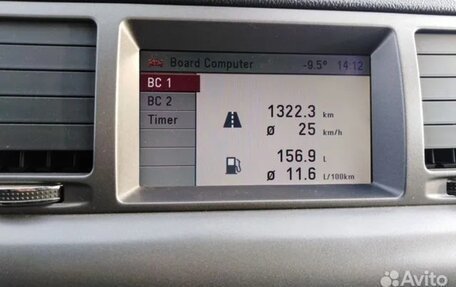 Board Computer -9.5° 14:12
BC 1
BC 2
Timer
1322.3 km
ø 25 km/h
156.9 L
ø 11.6 L/100km
Avito